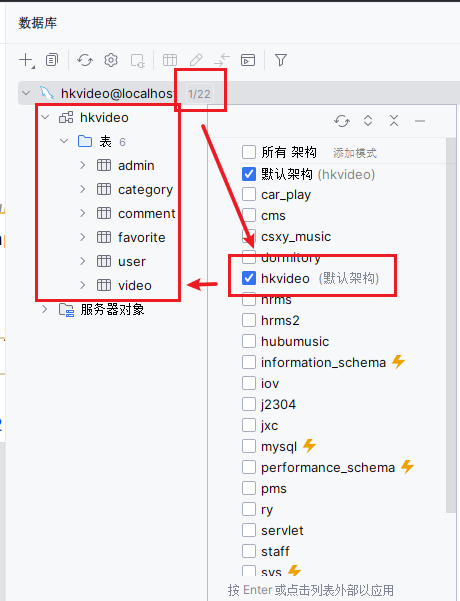 数据库
hkvideo@localhost 1/22
hkvideo
表 6
admin
category
comment
favorite
user
video
服务器对象
所有 架构 添加模式
默认架构 (hkvideo)
car_play
cms
csxy_music
dormitory
hkvideo (默认架构)
hrms
hrms2
hubumusic
information_schema
iov
j2304
jxc
mysql
performance_schema
pms
ry
servlet
staff
sys
按 Enter 或点击列表外部以应用